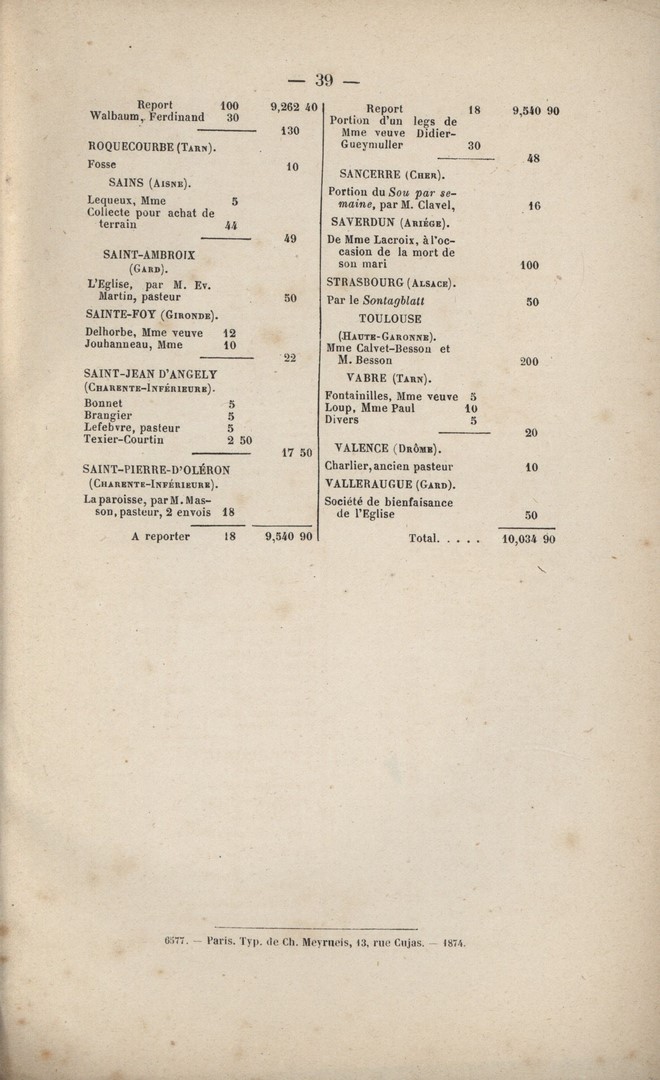 — 39 —
Report 100 9,262 40
Walbaum, Ferdinand 30
130
ROQUECOURBE (Tarn).
Fosse 10
SAINS (Aisne).
Lequeux, Mme 5
Collecte pour achat de
terrain 44
49
SAINT-AMBROIX
(Gard).
L'Eglise, par M. Ev.
Martin, pasteur 50
SAINTE-FOY (Gironde).
Delhorbe, Mme veuve 12
Jouhanneau, Mme 10
22
SAINT-JEAN D'ANGELY
(Charente-Inférieure).
Bonnet 5
Brangier 5
Lefebvre, pasteur 5
Texier-Courtin 2 50
17 50
SAINT-PIERRE-D'OLÉRON
(Charente-Inférieure).
La paroisse, par M. Mas-
son, pasteur, 2 envois 18
A reporter 18 9,540 90
Report 18 9,540 90
Portion d'un legs de
Mme veuve Didier-
Gueymuller 30
48
SANCERRE (Cher).
Portion du Sou par se-
maine, par M. Clavel, 16
SAVERDUN (Ariége).
De Mme Lacroix, à l'oc-
casion de la mort de
son mari 100
STRASBOURG (Alsace).
Par le Sontagblatt 50
TOULOUSE
(Haute-Garonne).
Mme Calvet-Besson et
M. Besson 200
VABRE (Tarn).
Fontainilles, Mme veuve 5
Loup, Mme Paul 10
Divers 5
20
VALENCE (Drôme).
Charlier, ancien pasteur 10
VALLERAUGUE (Gard).
Société de bienfaisance
de l'Eglise 50
Total. . . . . 10,034 90
6577. — Paris. Typ. de Ch. Meyrueis, 13, rue Cujas. — 1874.